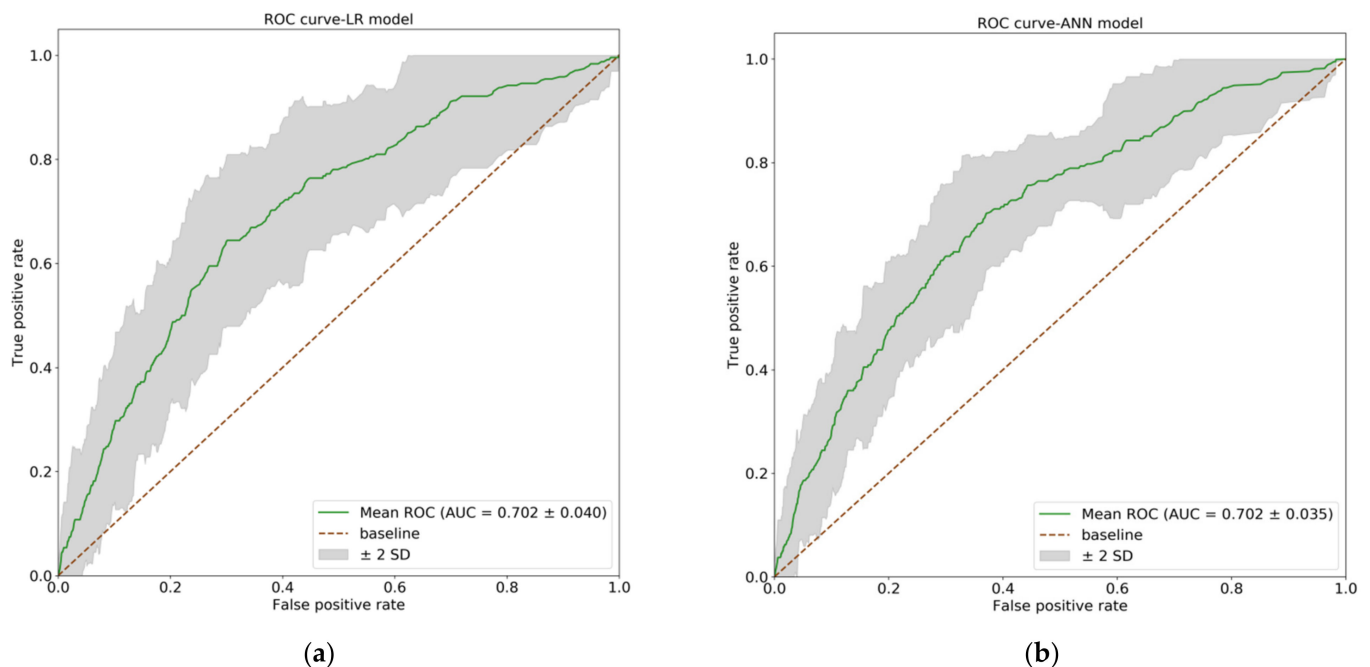 ROC curve-LR model
1.0
0.8
0.6
0.4
0.2
0.0
True positive rate
0.0
0.2
0.4
0.6
0.8
1.0
False positive rate
Mean ROC (AUC = 0.702 ± 0.040)
baseline
± 2 SD
(a)
ROC curve-ANN model
1.0
0.8
0.6
0.4
0.2
0.0
True positive rate
0.0
0.2
0.4
0.6
0.8
1.0
False positive rate
Mean ROC (AUC = 0.702 ± 0.035)
baseline
± 2 SD
(b)